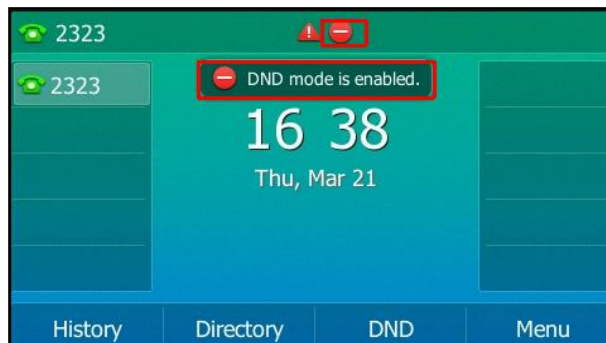 2323
2323
DND mode is enabled.
16 38
Thu, Mar 21
History Directory DND Menu